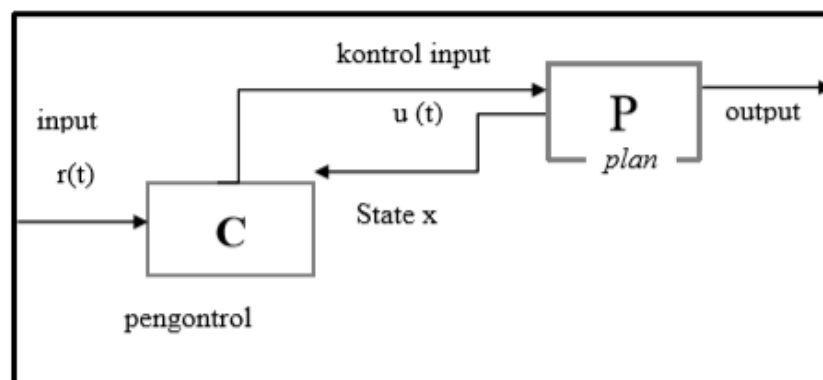 kontrol input
u (t)
P
plan
output
input
r(t)
C
State x
pengontrol